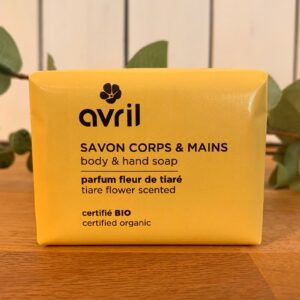 avril
SAVON CORPS & MAINS
body & hand soap
parfum fleur de tiaré
tiare flower scented
certifié BIO
certified organic